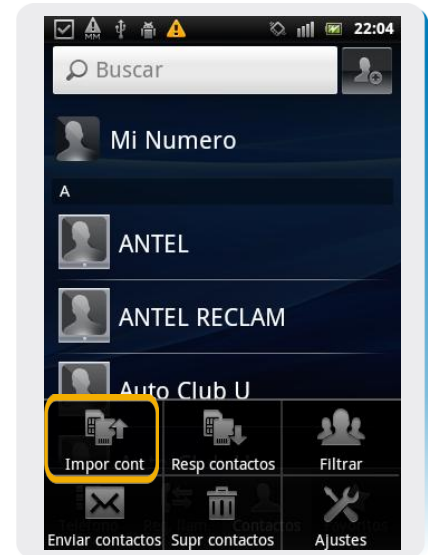 MM 22:04
Buscar
Mi Numero
A
ANTEL
ANTEL RECLAM
Auto Club U
Impor cont Resp contactos Filtrar
Enviar contactos Supr contactos Ajustes